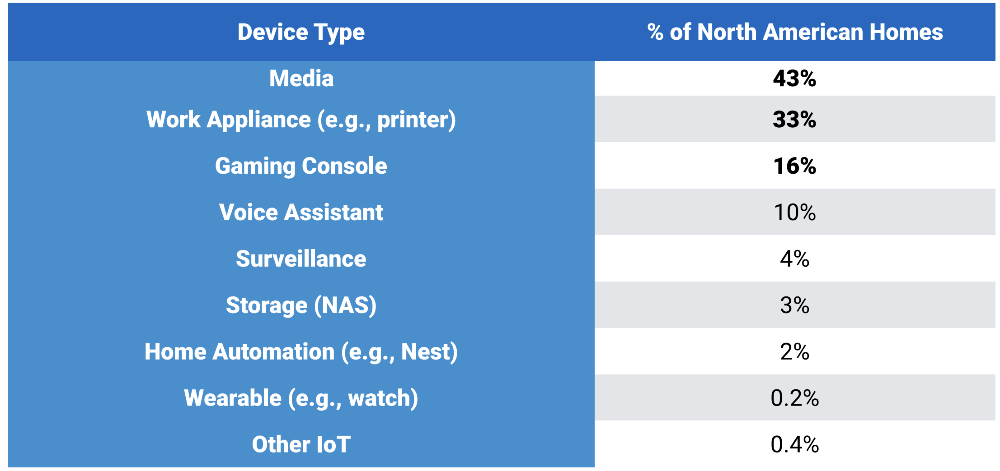 Device Type % of North American Homes
Media 43%
Work Appliance (e.g., printer) 33%
Gaming Console 16%
Voice Assistant 10%
Surveillance 4%
Storage (NAS) 3%
Home Automation (e.g., Nest) 2%
Wearable (e.g., watch) 0.2%
Other IoT 0.4%